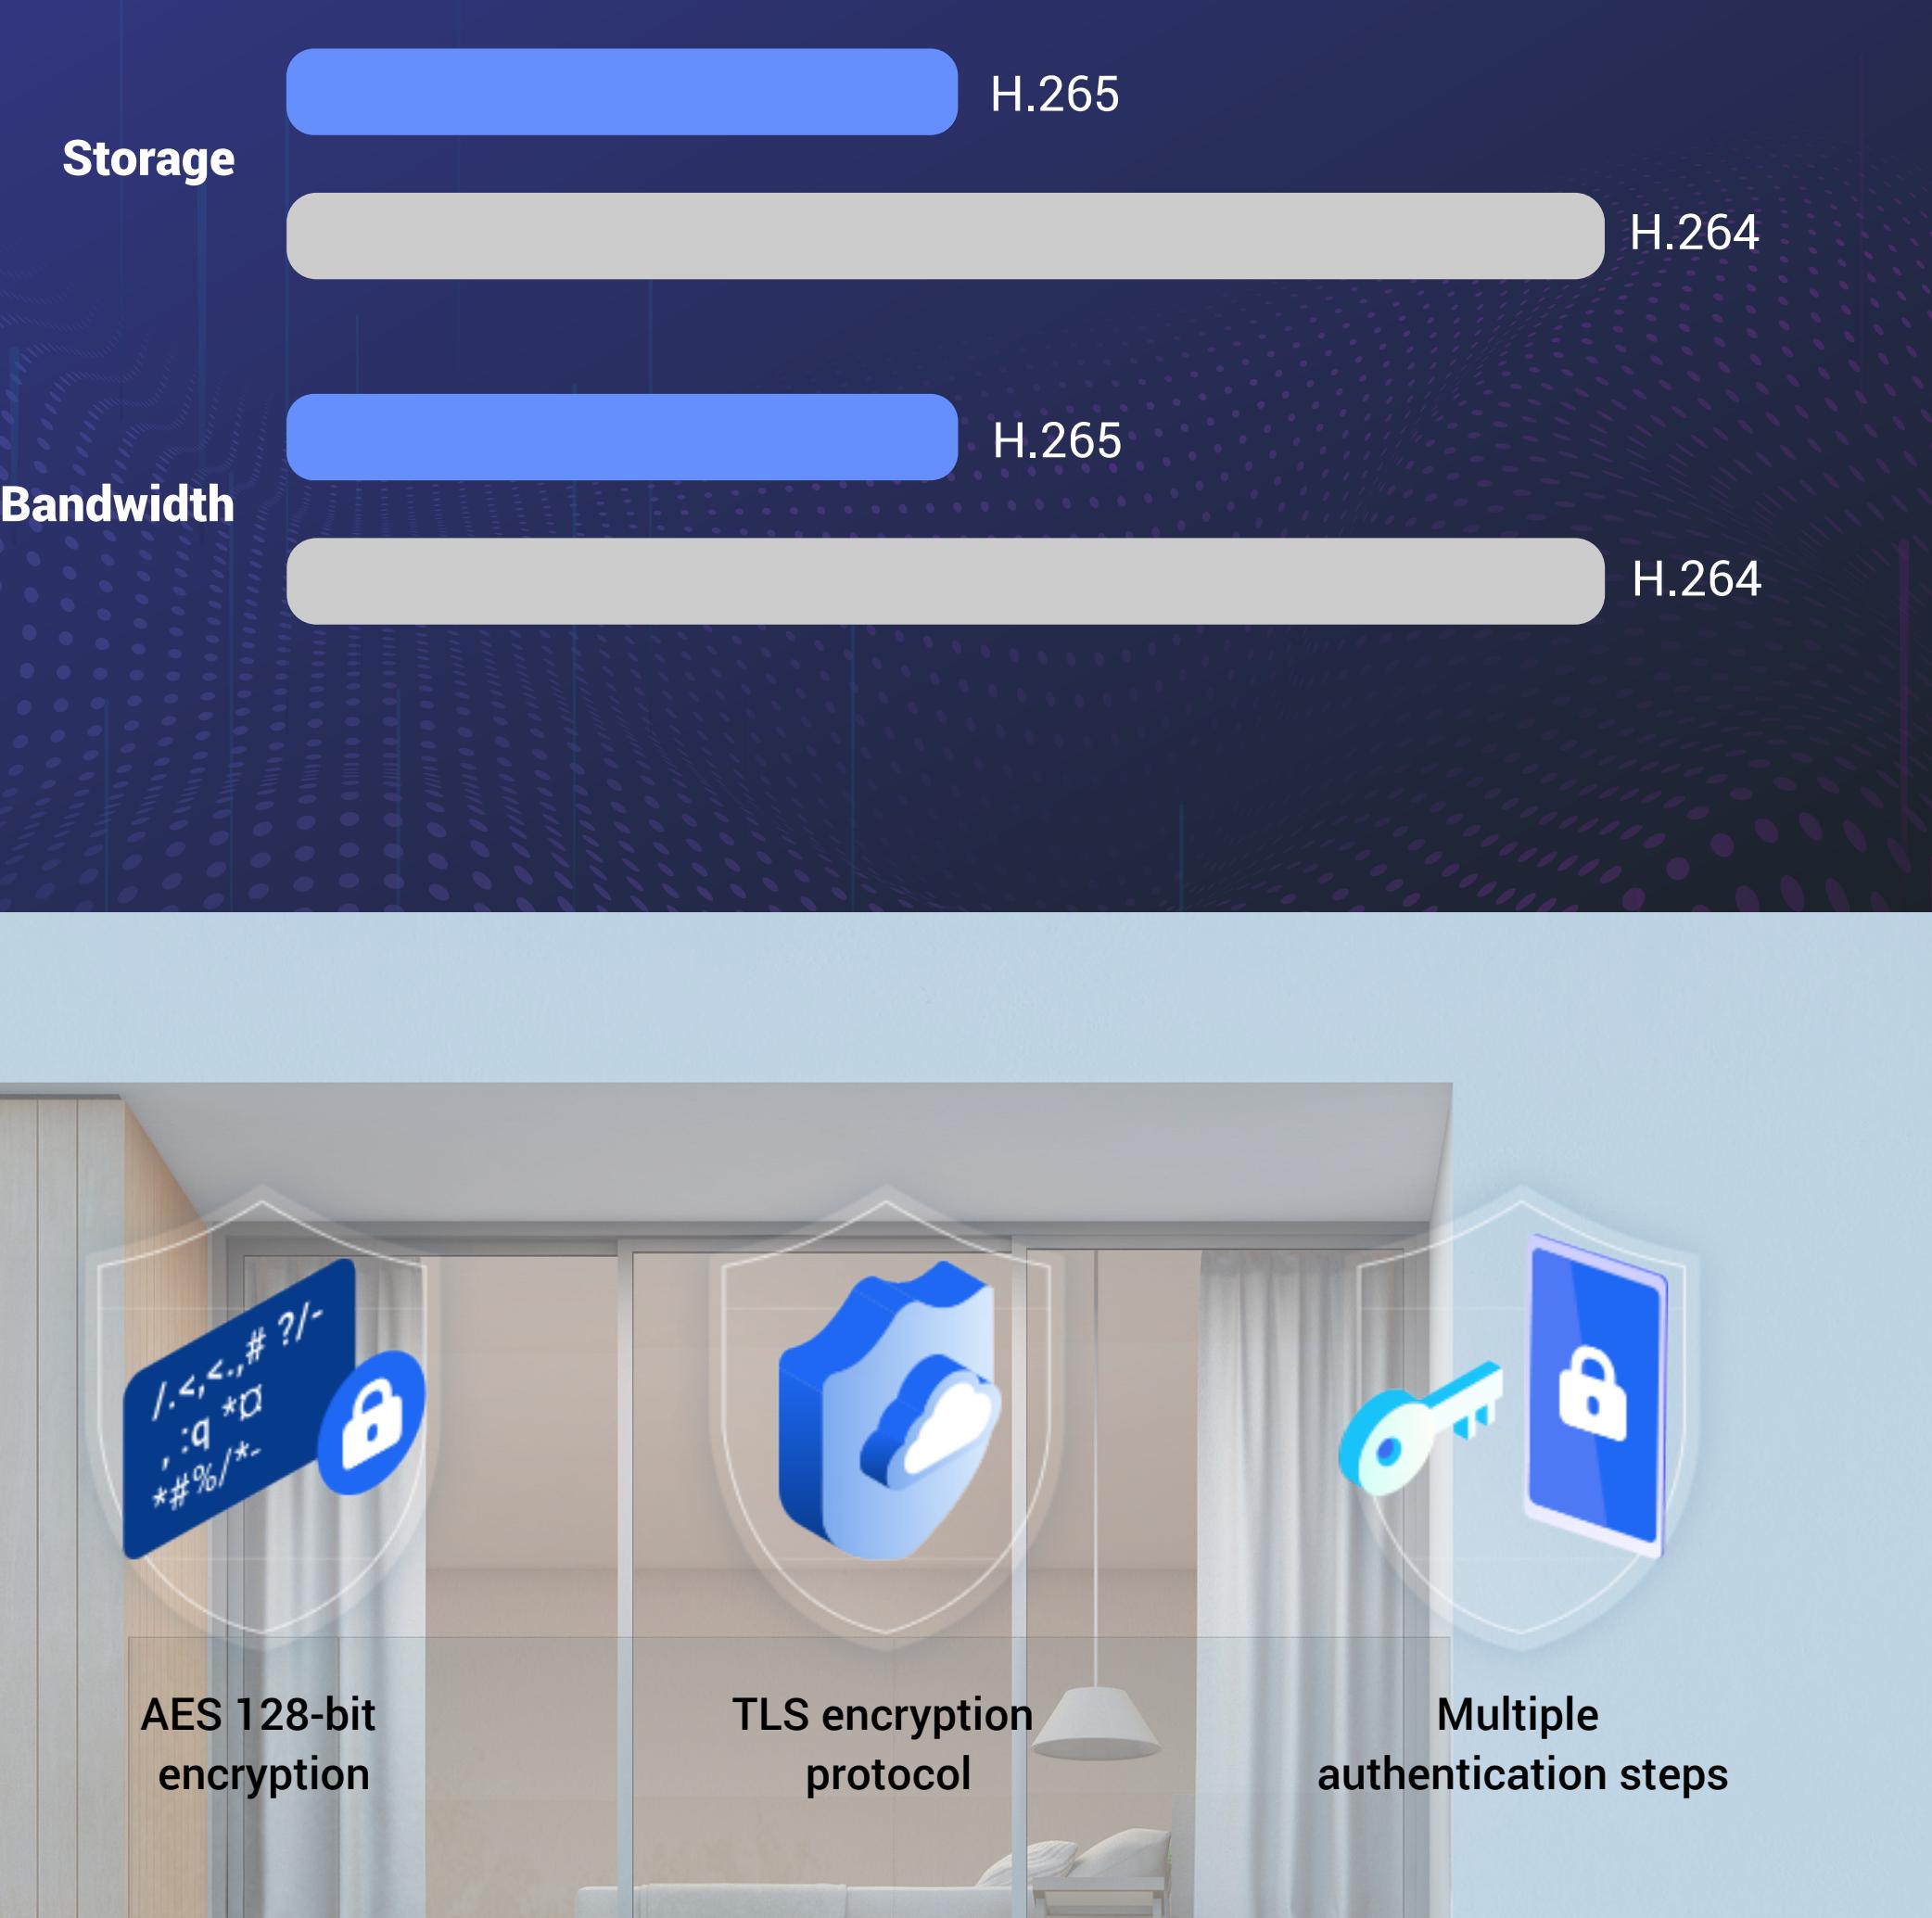 H.265
Storage
H.264
H.265
Bandwidth
H.264
/.<,<.,# ?/-
, :q *¤
*#%/*-
AES 128-bit
encryption
TLS encryption
protocol
Multiple
authentication steps